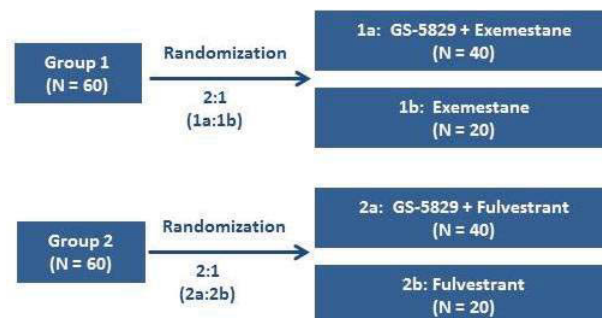 Group 1
(N = 60)
Randomization
2:1
(1a:1b)
1a: GS-5829 + Exemestane
(N = 40)
1b: Exemestane
(N = 20)
Group 2
(N = 60)
Randomization
2:1
(2a:2b)
2a: GS-5829 + Fulvestrant
(N = 40)
2b: Fulvestrant
(N = 20)